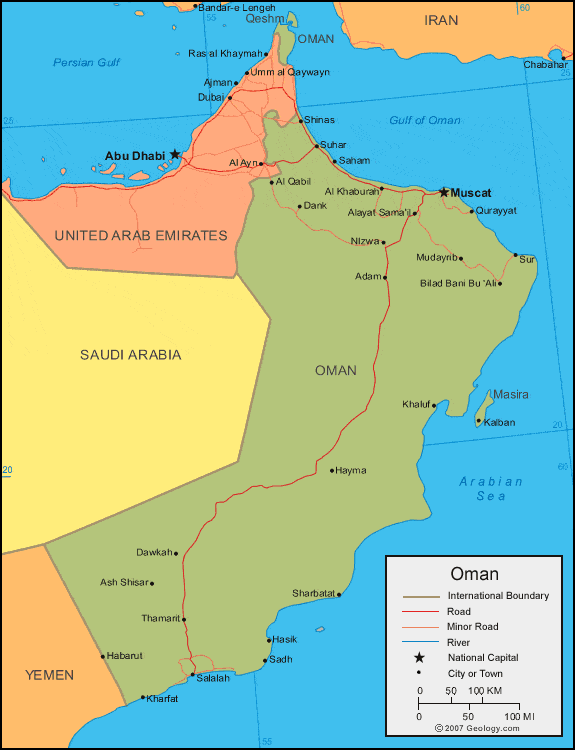 Bandar-e Lengeh
55
60
Qeshm
IRAN
OMAN
Persian Gulf
Ras al Khaymah
Chabahar
Umm al Qaywayn
25
Ajman
Dubai
25
Shinas
Gulf of Oman
Suhar
Abu Dhabi
Saham
Al Ayn
Al Qabil
Al Khaburah
Muscat
Dank
Alayat Sama'il
Qurayyat
UNITED ARAB EMIRATES
NIzwa
Mudayrib
Sur
Adam
Bilad Bani Bu 'Ali
SAUDI ARABIA
OMAN
Masira
Khaluf
Kalban
20
20
Hayma
60
Arabian
Sea
Dawkah
Ash Shisar
Sharbatat
Thamarit
Hasik
Habarut
Sadh
YEMEN
Salalah
Kharfat
55
Oman
International Boundary
Road
Minor Road
River
National Capital
City or Town
0 50 100 KM
0 50 100 MI
© 2007 Geology.com